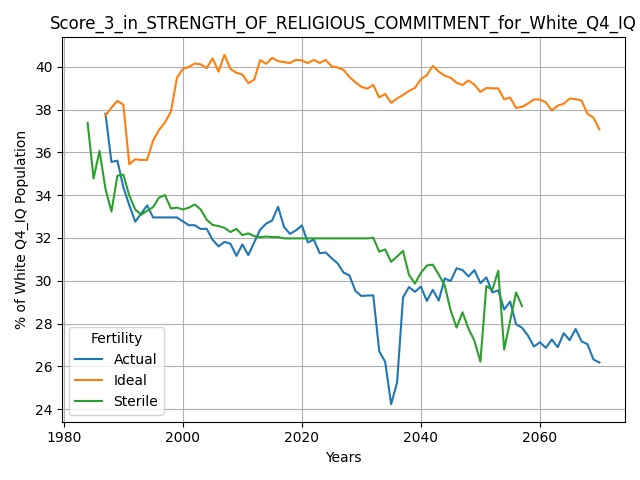 Score_3_in_STRENGTH_OF_RELIGIOUS_COMMITMENT_for_White_Q4_IQ
% of White Q4_IQ Population
40
38
36
34
32
30
28
26
24
Fertility
Actual
Ideal
Sterile
1980
2000
2020
2040
2060
Years